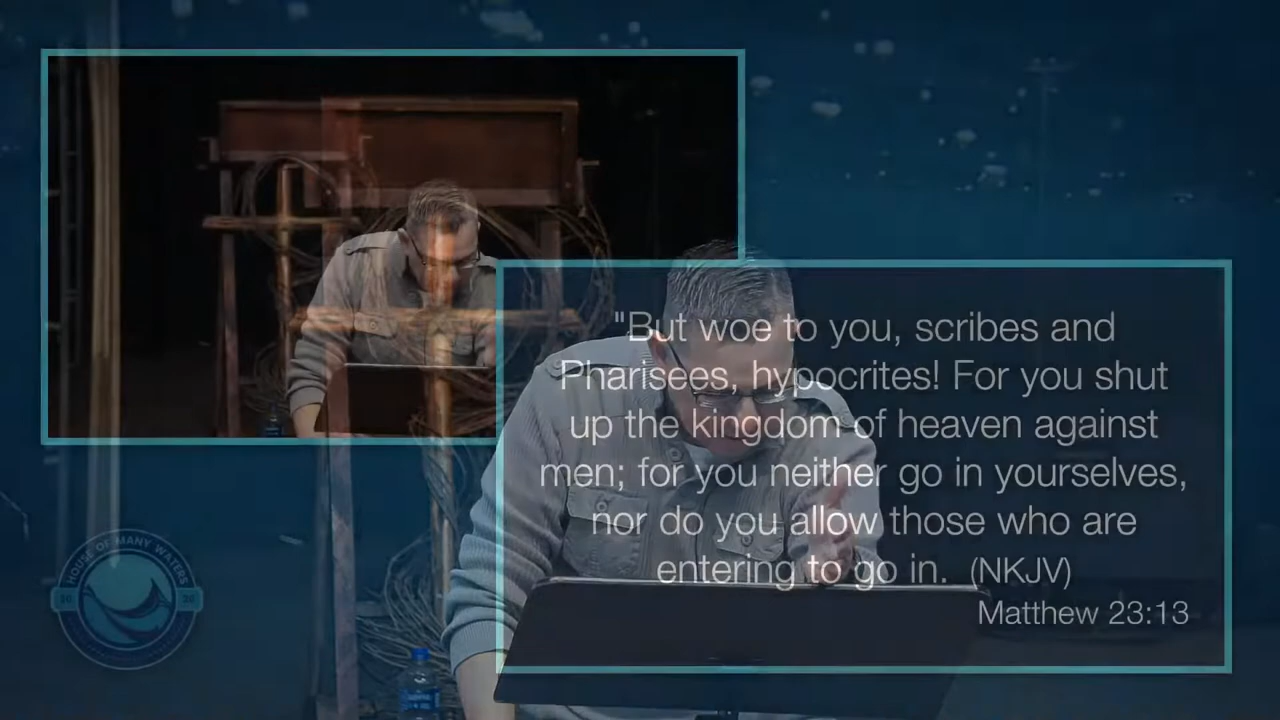 "But woe to you, scribes and
Pharisees, hypocrites! For you shut
up the kingdom of heaven against
men; for you neither go in yourselves,
nor do you allow those who are
entering to go in. (NKJV)
Matthew 23:13
HOUSE OF MANY WATERS
20 20